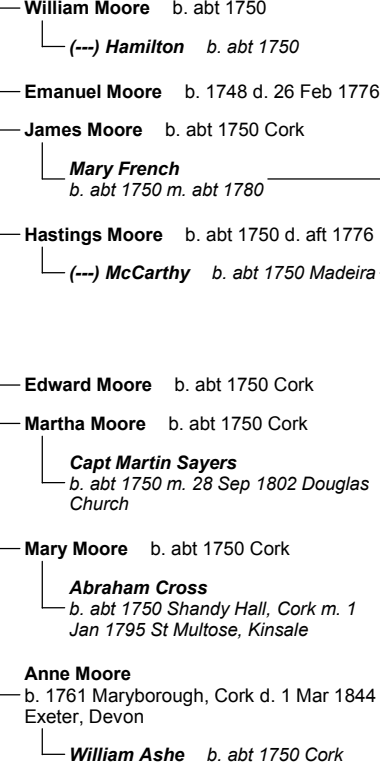 William Moore b. abt 1750
(---) Hamilton b. abt 1750
Emanuel Moore b. 1748 d. 26 Feb 1776
James Moore b. abt 1750 Cork
Mary French
b. abt 1750 m. abt 1780
Hastings Moore b. abt 1750 d. aft 1776
(---) McCarthy b. abt 1750 Madeira
Edward Moore b. abt 1750 Cork
Martha Moore b. abt 1750 Cork
Capt Martin Sayers
b. abt 1750 m. 28 Sep 1802 Douglas
Church
Mary Moore b. abt 1750 Cork
Abraham Cross
b. abt 1750 Shandy Hall, Cork m. 1
Jan 1795 St Multose, Kinsale
Anne Moore
b. 1761 Maryborough, Cork d. 1 Mar 1844
Exeter, Devon
William Ashe b. abt 1750 Cork